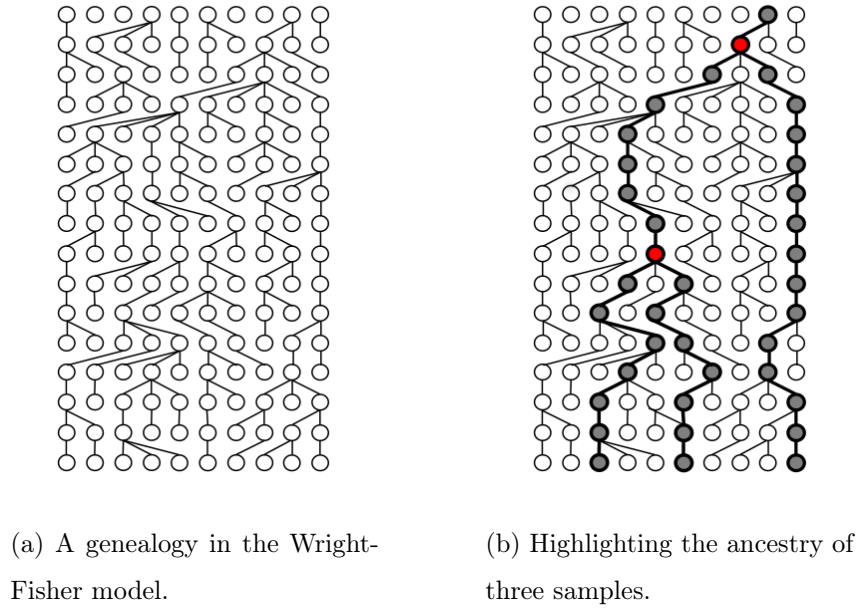 (a) A genealogy in the Wright-
Fisher model.
(b) Highlighting the ancestry of
three samples.